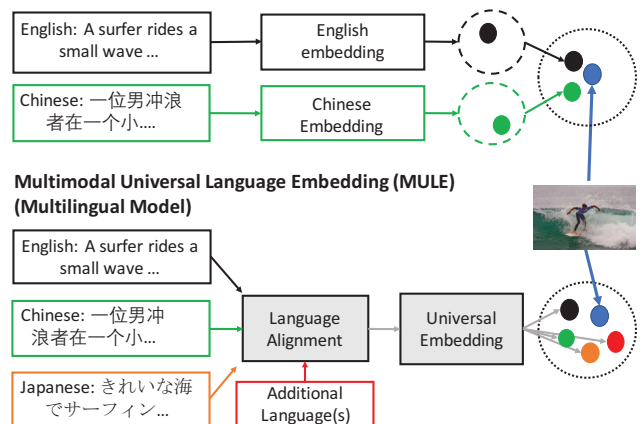 English: A surfer rides a
small wave ...
English
embedding
Chinese: 一位男冲浪
者在一个小....
Chinese
Embedding
Multimodal Universal Language Embedding (MULE)
(Multilingual Model)
English: A surfer rides a
small wave ...
Chinese: 一位男冲
浪者在一个小...
Language
Alignment
Universal
Embedding
Japanese: きれいな海
でサーフィン...
Additional
Language(s)